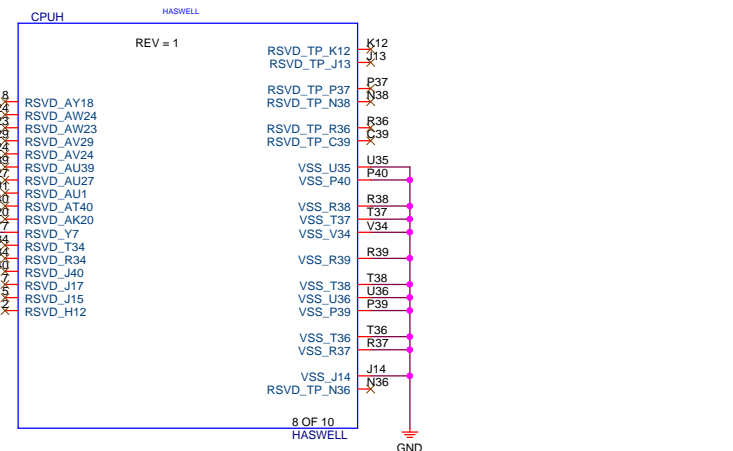 CPUH
HASWELL
REV = 1
RSVD_TP_K12 K12
RSVD_TP_J13 J13
RSVD_TP_P37 P37
RSVD_TP_N38 N38
RSVD_AY18
RSVD_AW24
RSVD_AW23
RSVD_TP_R36 R36
RSVD_AV29
RSVD_TP_C39 C39
RSVD_AV24
RSVD_AU39
VSS_U35 U35
RSVD_AU27
VSS_P40 P40
RSVD_AU1
RSVD_AT40
VSS_R38 R38
RSVD_AK20
VSS_T37 T37
RSVD_Y7
VSS_V34 V34
RSVD_T34
RSVD_R34
VSS_R39 R39
RSVD_J40
RSVD_J17
VSS_T38 T38
RSVD_J15
VSS_U36 U36
RSVD_H12
VSS_P39 P39
VSS_T36 T36
VSS_R37 R37
VSS_J14 J14
RSVD_TP_N36 N36
8 OF 10
HASWELL
GND